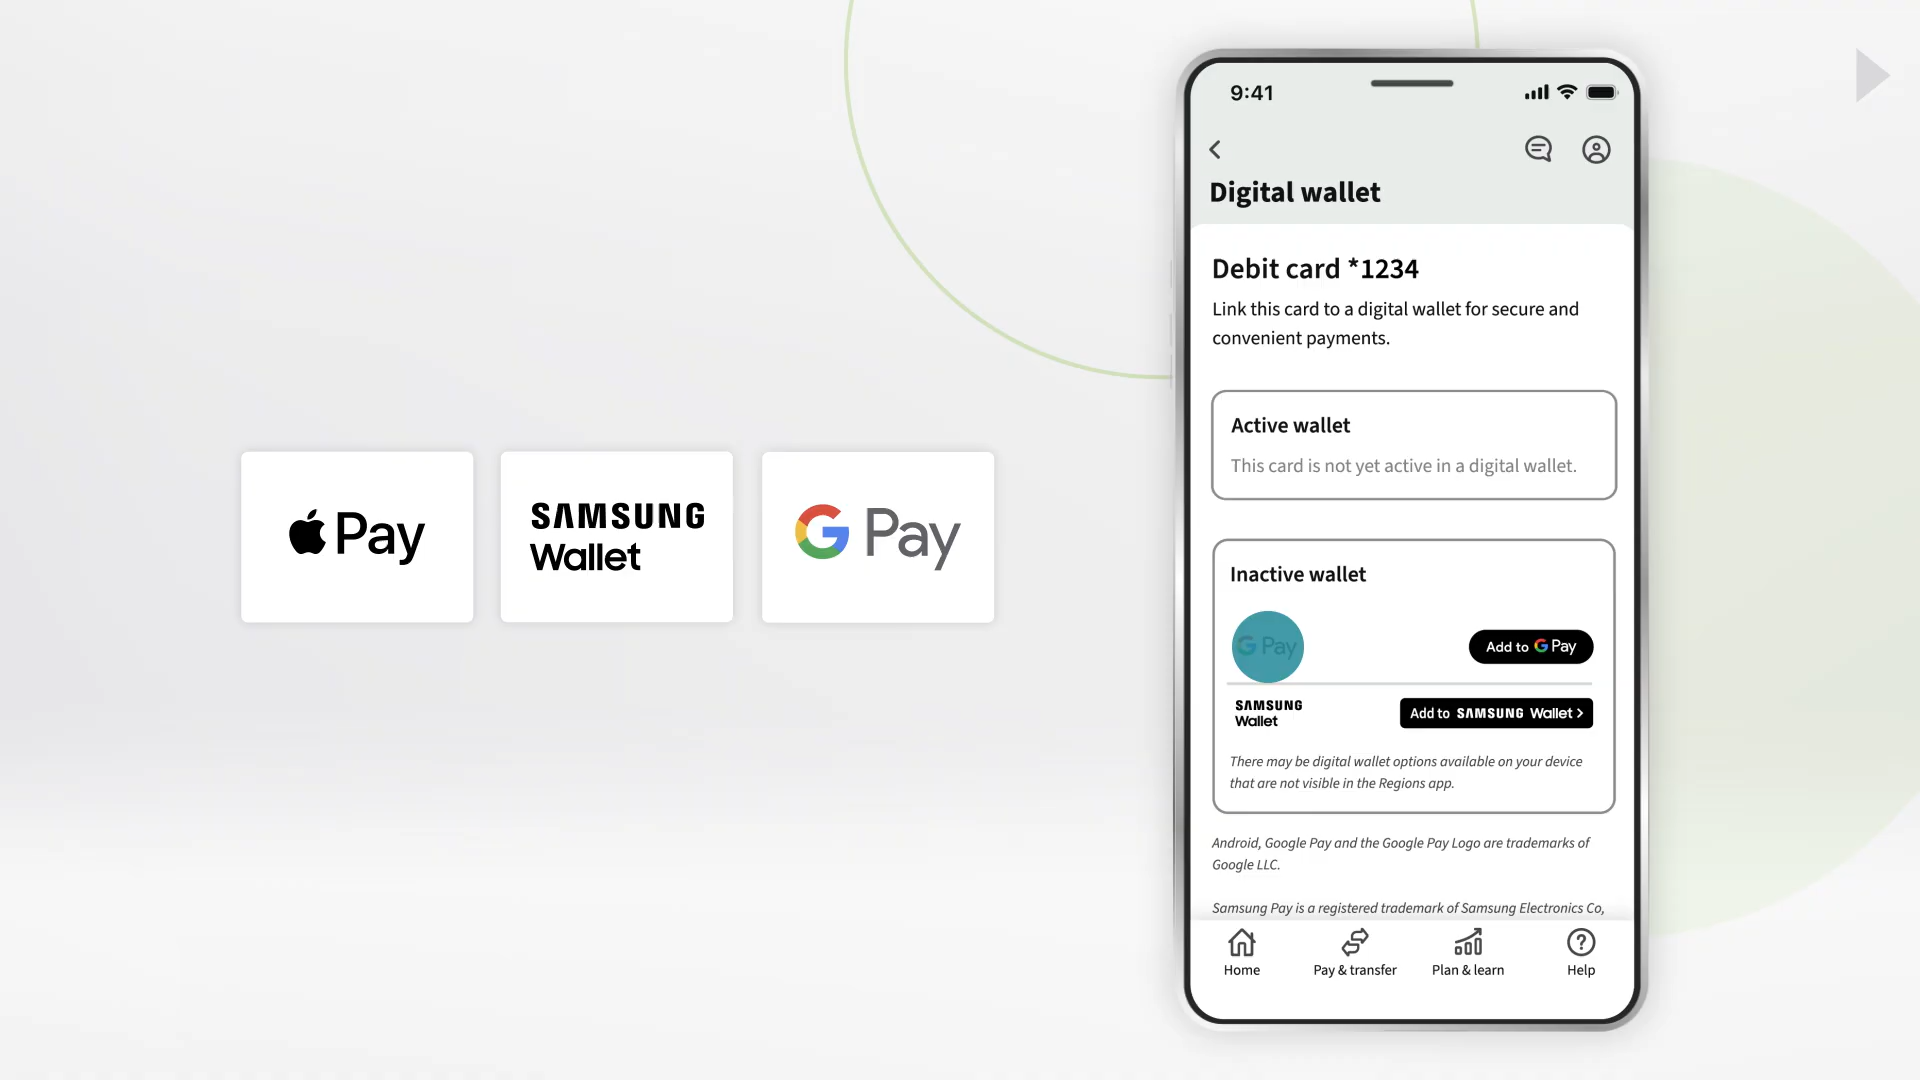 Pay
SAMSUNG
Wallet
G Pay
9:41
Digital wallet
Debit card *1234
Link this card to a digital wallet for secure and
convenient payments.
Active wallet
This card is not yet active in a digital wallet.
Inactive wallet
G Pay
Add to G Pay
SAMSUNG
Wallet
Add to SAMSUNG Wallet >
There may be digital wallet options available on your device
that are not visible in the Regions app.
Android, Google Pay and the Google Pay Logo are trademarks of
Google LLC.
Samsung Pay is a registered trademark of Samsung Electronics Co,
Home
Pay & transfer
Plan & learn
Help